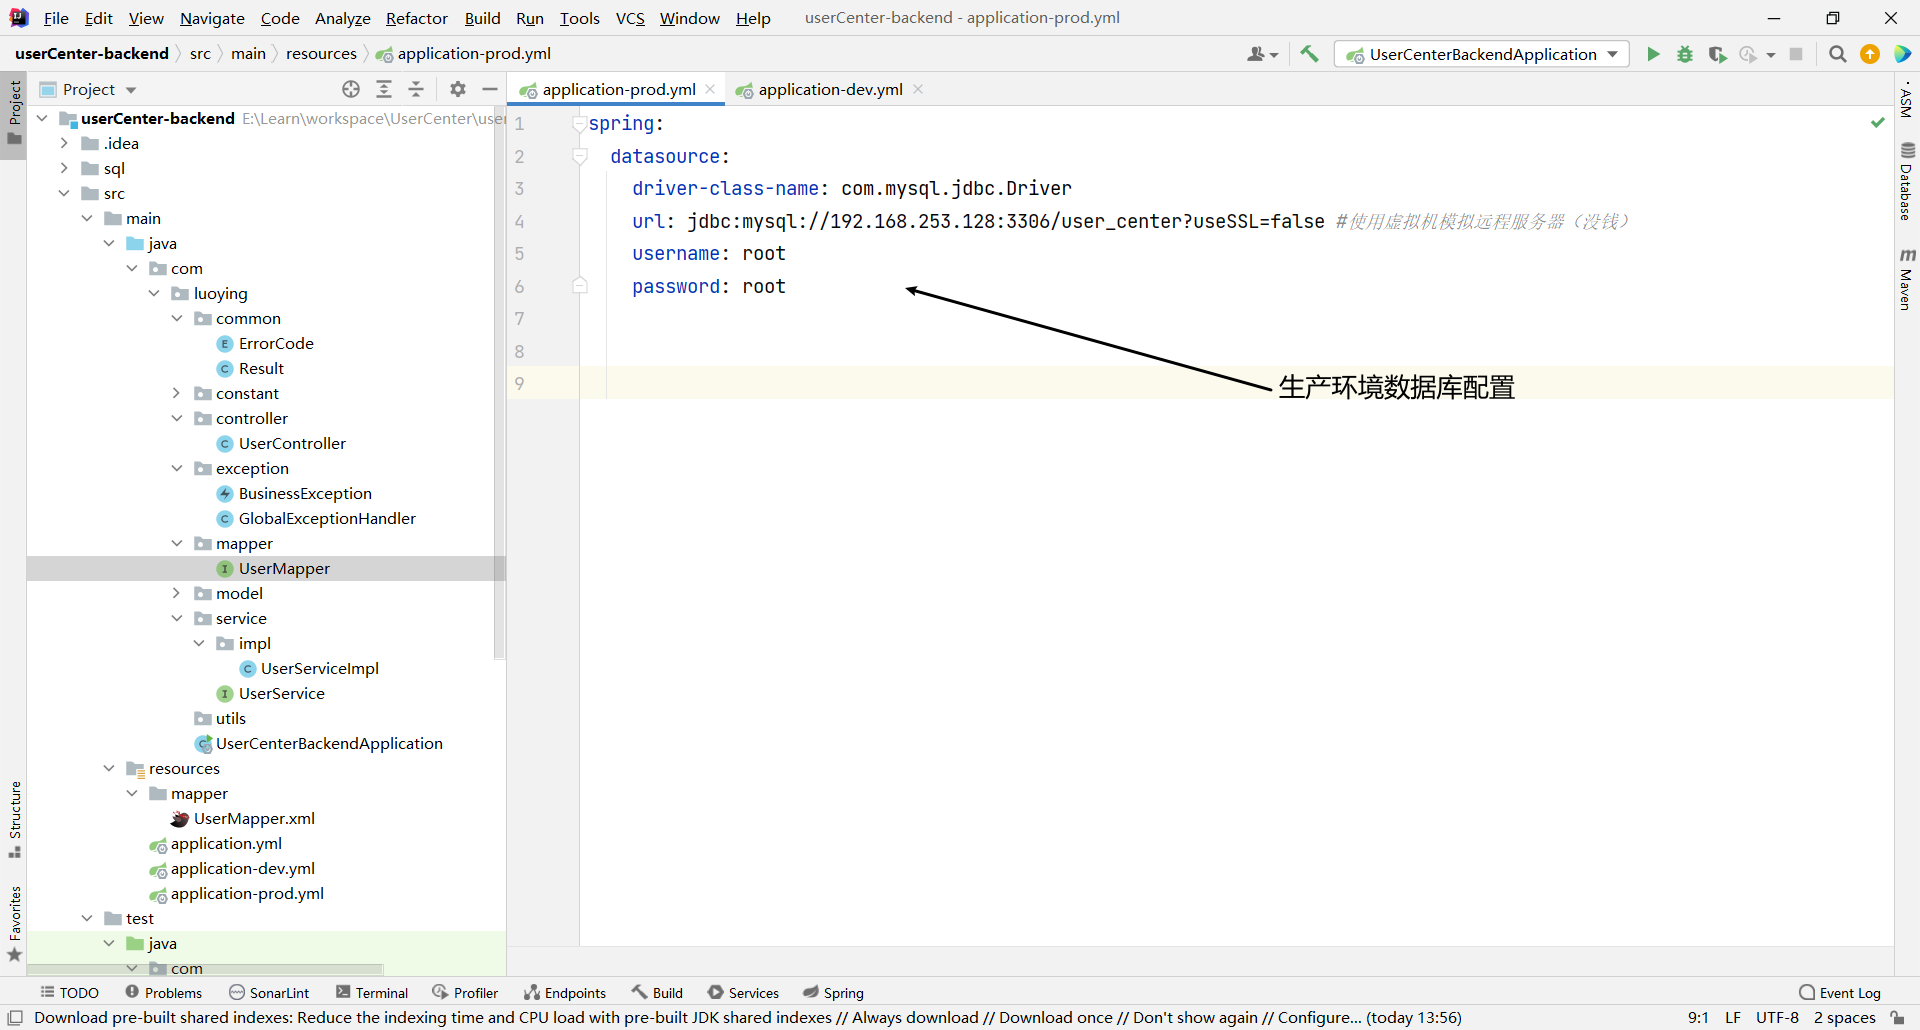 File Edit View Navigate Code Analyze Refactor Build Run Tools VCS Window Help userCenter-backend - application-prod.yml
userCenter-backend src main resources application-prod.yml UserCenterBackendApplication
Project application-prod.yml application-dev.yml
userCenter-backend E:\Learn\workspace\UserCenter\user
.idea
sql
src
main
java
com
luoying
common
ErrorCode
Result
constant
controller
UserController
exception
BusinessException
GlobalExceptionHandler
mapper
UserMapper
model
service
impl
UserServiceImpl
UserService
utils
UserCenterBackendApplication
resources
mapper
UserMapper.xml
application.yml
application-dev.yml
application-prod.yml
test
java
com
1 spring:
2 datasource:
3 driver-class-name: com.mysql.jdbc.Driver
4 url: jdbc:mysql://192.168.253.128:3306/user_center?useSSL=false #使用虚拟机模拟远程服务器（没钱）
5 username: root
6 password: root
7
8
9
生产环境数据库配置
Project
Structure
Favorites
ASM
Database
Maven
TODO Problems SonarLint Terminal Profiler Endpoints Build Services Spring Event Log
Download pre-built shared indexes: Reduce the indexing time and CPU load with pre-built JDK shared indexes // Always download // Download once // Don't show again // Configure... (today 13:56) 9:1 LF UTF-8 2 spaces